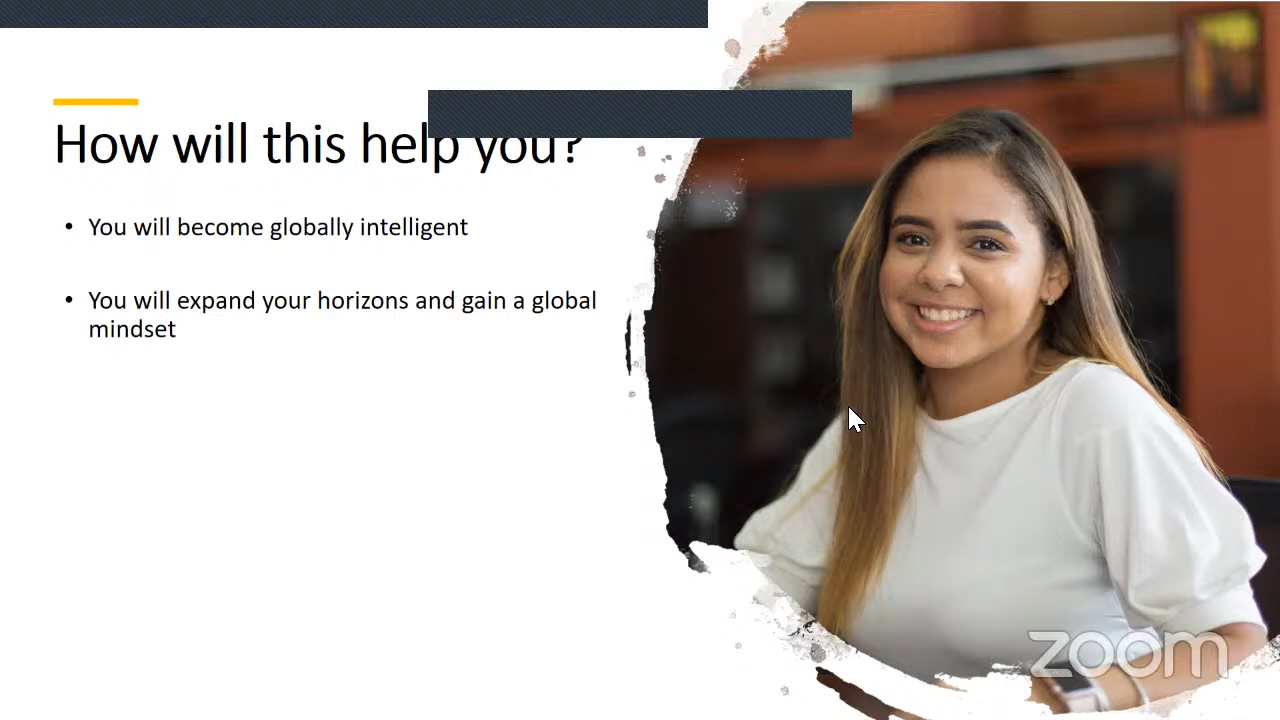 How will this help you?
• You will become globally intelligent
• You will expand your horizons and gain a global
mindset
zoom